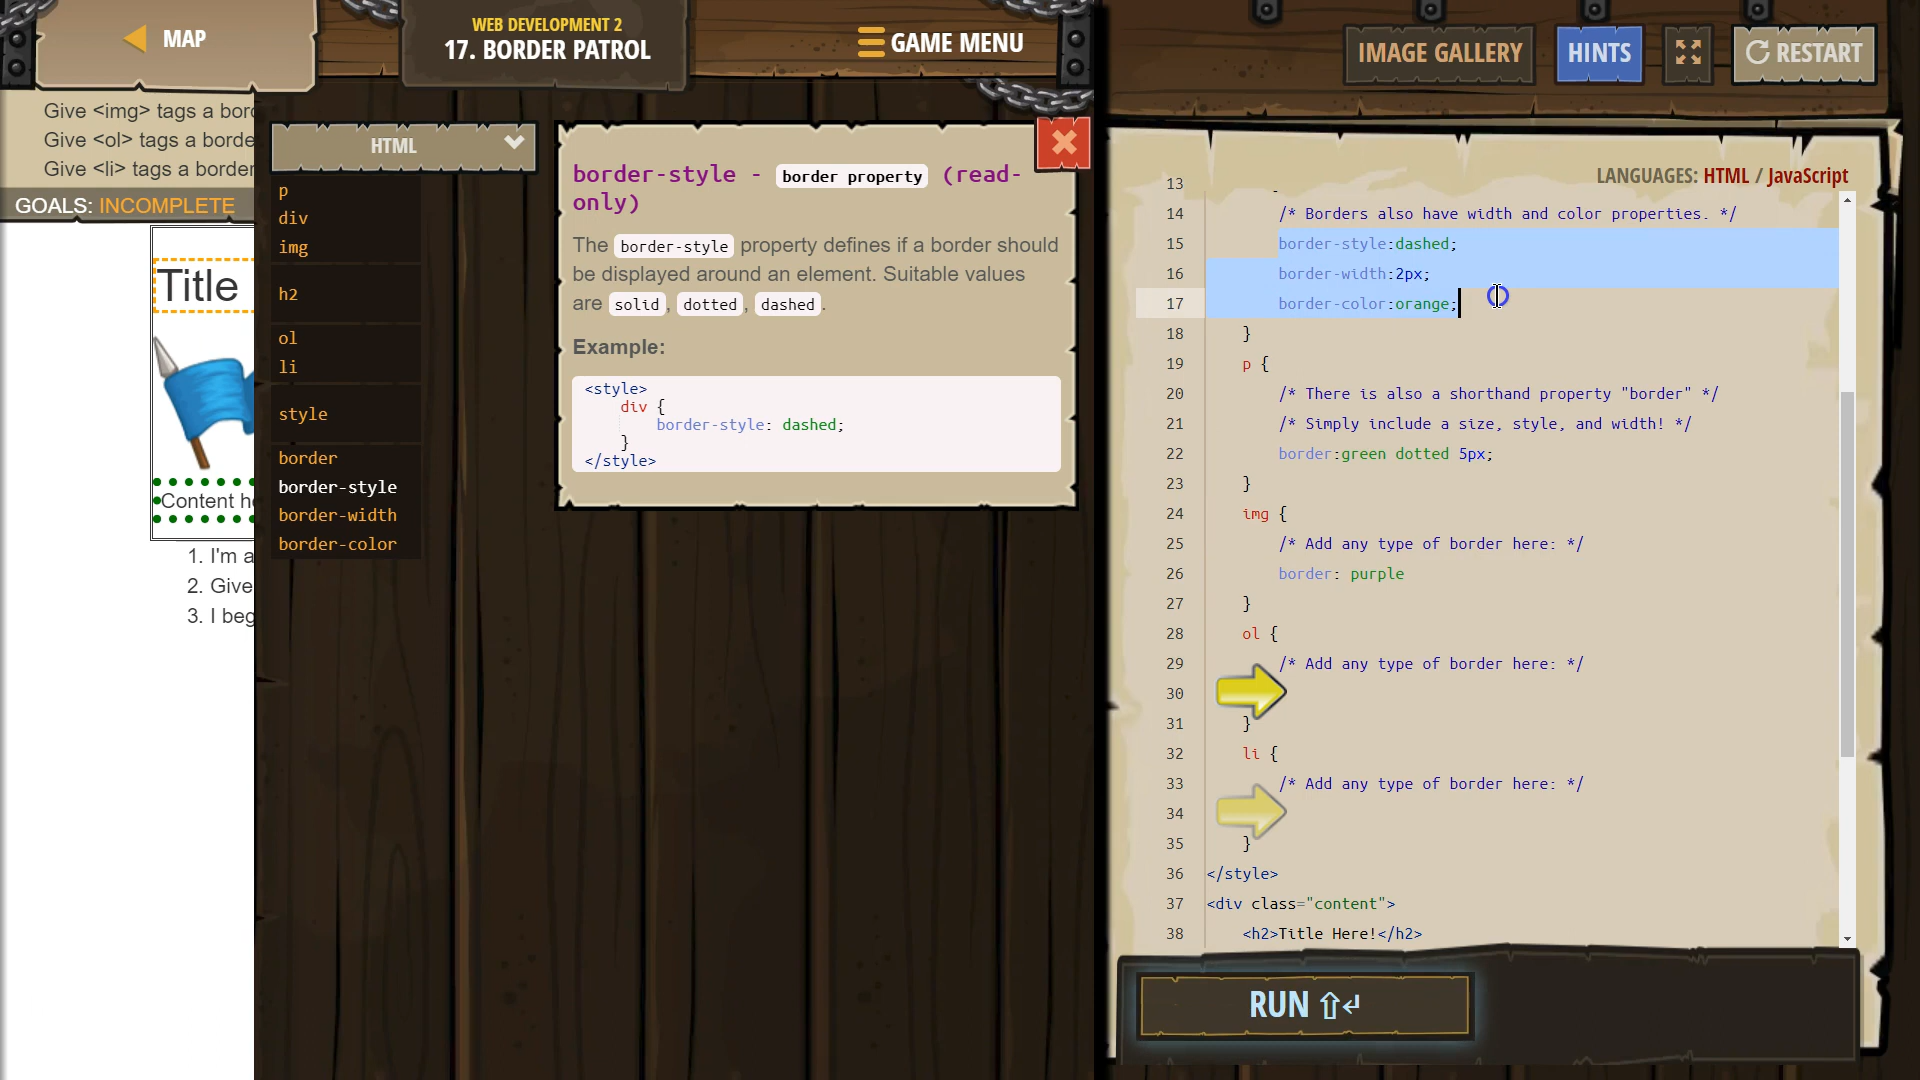 MAP
WEB DEVELOPMENT 2
17. BORDER PATROL
GAME MENU
IMAGE GALLERY
HINTS
RESTART
Give <img> tags a bord
Give <ol> tags a borde
Give <li> tags a border
GOALS: INCOMPLETE
Title
Content he
1. I'm a
2. Give
3. I beg
HTML
p
div
img
h2
ol
li
style
border
border-style
border-width
border-color
border-style - border property (read-
only)
The border-style property defines if a border should
be displayed around an element. Suitable values
are solid, dotted, dashed.
Example:
<style>
div {
border-style: dashed;
}
</style>
LANGUAGES: HTML / JavaScript
13
14 /* Borders also have width and color properties. */
15 border-style:dashed;
16 border-width:2px;
17 border-color:orange;
18 }
19 p {
20 /* There is also a shorthand property "border" */
21 /* Simply include a size, style, and width! */
22 border:green dotted 5px;
23 }
24 img {
25 /* Add any type of border here: */
26 border: purple
27 }
28 ol {
29 /* Add any type of border here: */
30
31 }
32 li {
33 /* Add any type of border here: */
34
35 }
36 </style>
37 <div class="content">
38 <h2>Title Here!</h2>
RUN ⇧↵